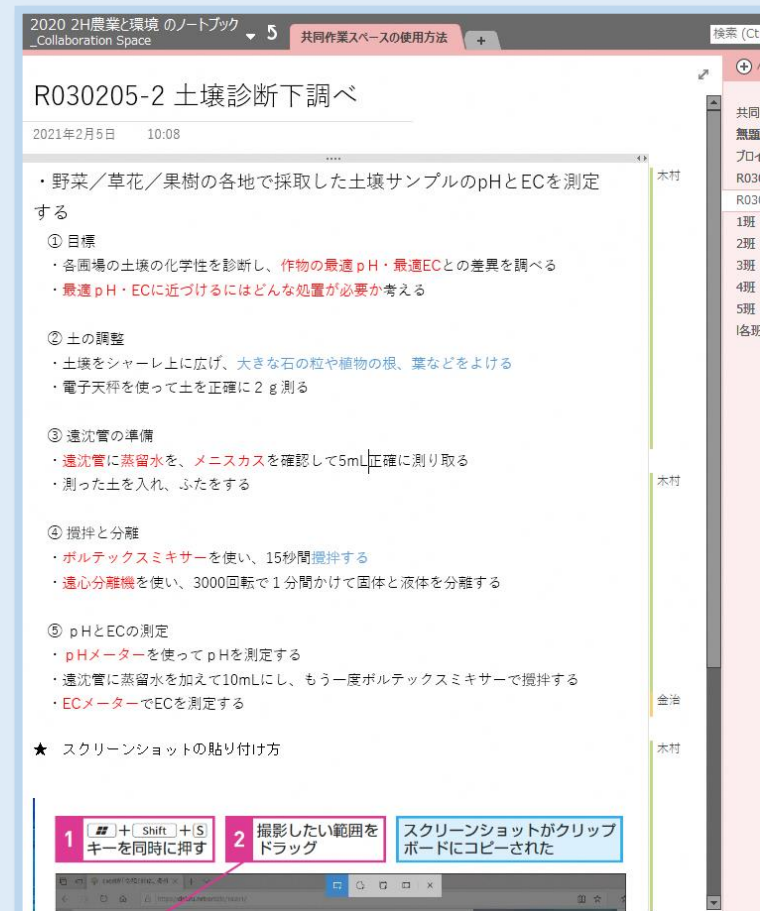 2020 2H農業と環境 のノートブック
_Collaboration Space
共同作業スペースの使用方法
+
検索 (Ct
R030205-2 土壌診断下調べ
2021年2月5日 10:08
・野菜／草花／果樹の各地で採取した土壌サンプルのpHとECを測定
する
① 目標
・各圃場の土壌の化学性を診断し、作物の最適ｐH・最適ECとの差異を調べる
・最適ｐH・ECに近づけるにはどんな処置が必要か考える
② 土の調整
・土壌をシャーレ上に広げ、大きな石の粒や植物の根、葉などをよける
・電子天秤を使って土を正確に２ｇ測る
③ 遠沈管の準備
・遠沈管に蒸留水を、メニスカスを確認して5mL正確に測り取る
・測った土を入れ、ふたをする
④ 攪拌と分離
・ボルテックスミキサーを使い、15秒間攪拌する
・遠心分離機を使い、3000回転で１分間かけて固体と液体を分離する
⑤ ｐHとECの測定
・ｐHメーターを使ってｐHを測定する
・遠沈管に蒸留水を加えて10mLにし、もう一度ボルテックスミキサーで攪拌する
・ECメーターでECを測定する
★ スクリーンショットの貼り付け方
木村
木村
金治
木村
共同
無題
プロイ
R030
R030
1班
2班
3班
4班
5班
1 +Shift+S
キーを同時に押す
2 撮影したい範囲を
ドラッグ
スクリーンショットがクリップ
ボードにコピーされた